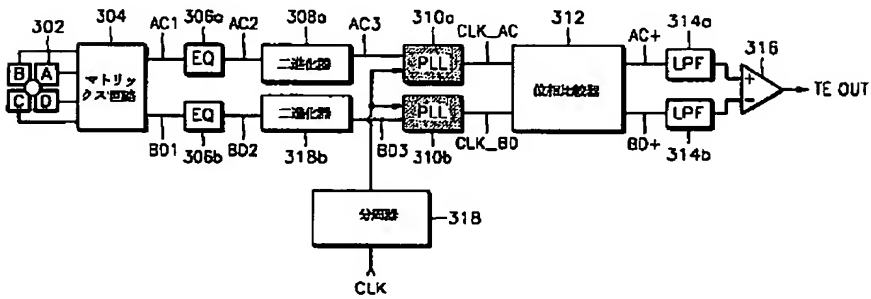 302
304
AC1
306a
AC2
308a
AC3
310a
CLK_AC
312
AC+
314a
316
B A
C D
マトリッ
クス回路
EQ
二進化器
PLL
位相比較器
LPF
+
−
TE OUT
EQ
二進化器
PLL
LPF
BD1
306b
BD2
318b
BD3
310b
CLK_BD
BD+
314b
分周器
318
CLK